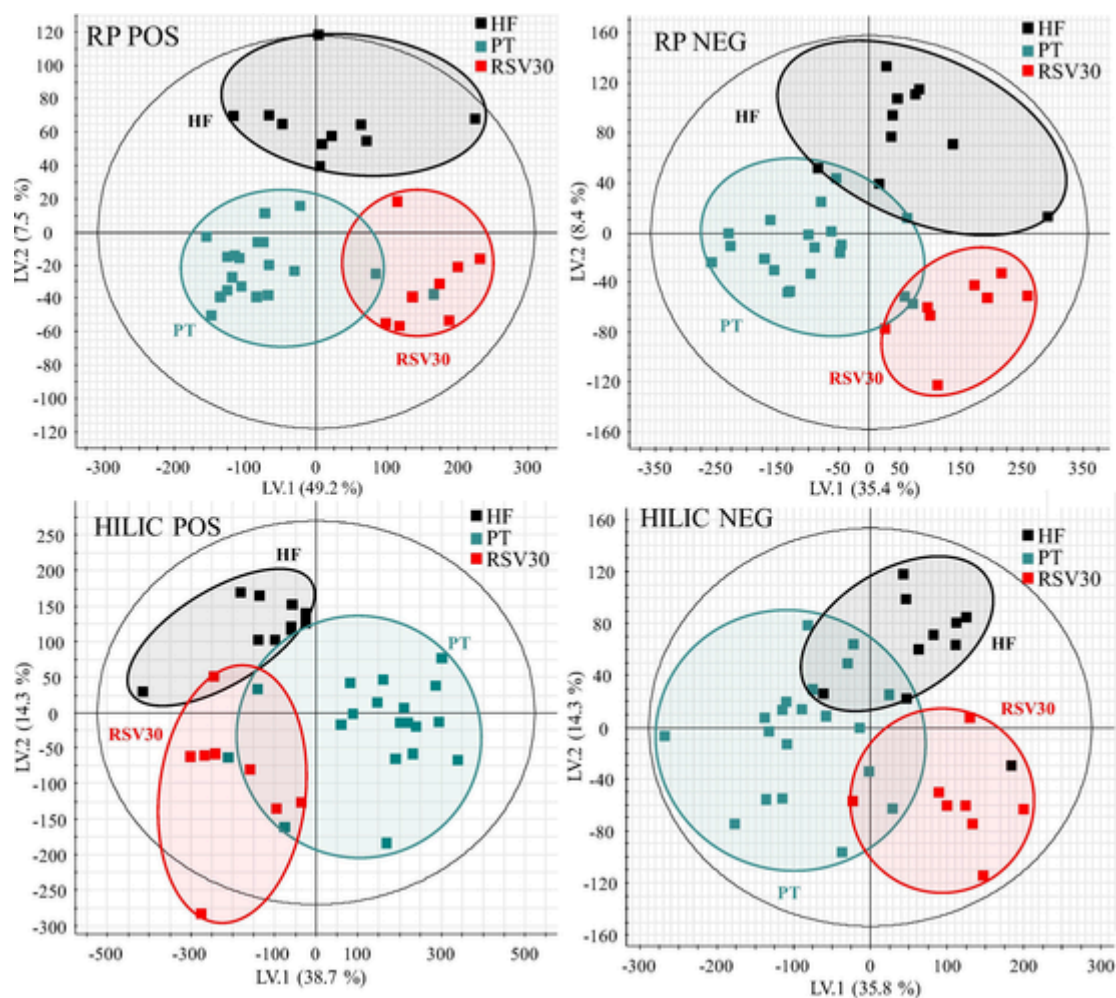 RP POS
HF
PT
RSV30
HF
PT
RSV30
120
100
80
60
40
20
0
-20
-40
-60
-80
-100
-120
LV.2 (7.5 %)
-300
-200
-100
0
100
200
300
LV.1 (49.2 %)
RP NEG
HF
PT
RSV30
HF
PT
RSV30
160
120
80
40
0
-40
-80
-120
-160
LV.2 (8.4 %)
-350
-250
-150
-50
0
50
150
250
350
LV.1 (35.4 %)
HILIC POS
HF
PT
RSV30
HF
PT
RSV30
250
200
150
100
50
0
-50
-100
-150
-200
-250
-300
LV.2 (14.3 %)
-500
-300
-100
0
100
300
500
LV.1 (38.7 %)
HILIC NEG
HF
PT
RSV30
HF
RSV30
PT
160
120
80
40
0
-40
-80
-120
-160
LV.2 (14.3 %)
-300
-200
-100
0
100
200
300
LV.1 (35.8 %)